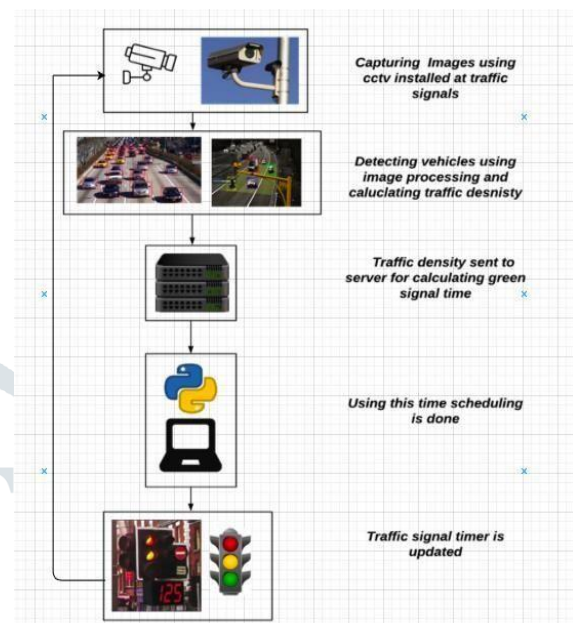 Capturing Images using
cctv installed at traffic
signals
Detecting vehicles using
image processing and
caluclating traffic desnisty
Traffic density sent to
server for calculating green
signal time
Using this time scheduling
is done
125
Traffic signal timer is
updated